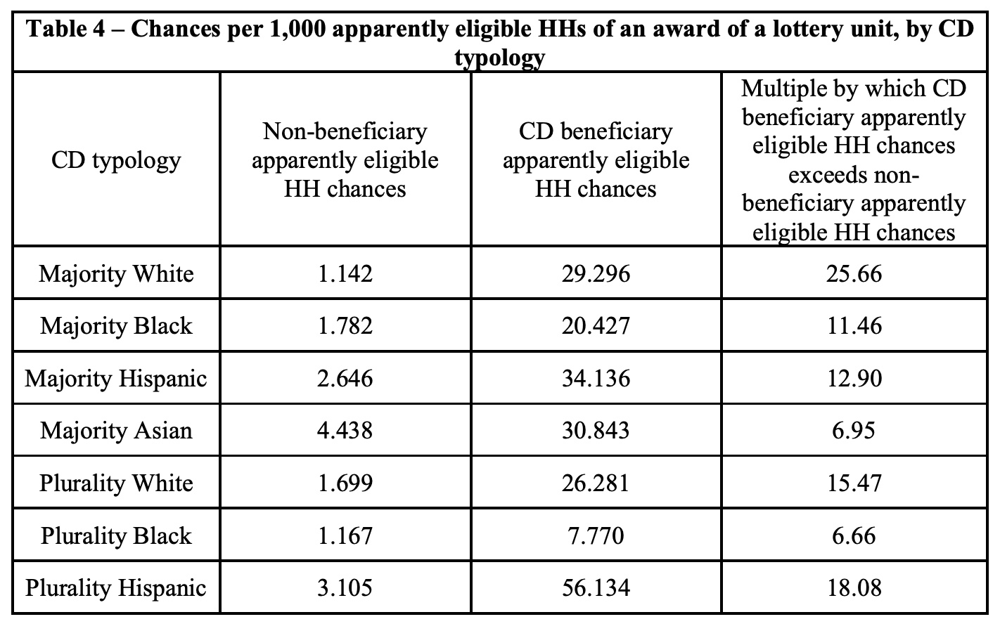 Table 4 – Chances per 1,000 apparently eligible HHs of an award of a lottery unit, by CD
typology
CD typology
Non-beneficiary
apparently eligible
HH chances
CD beneficiary
apparently eligible
HH chances
Multiple by which CD
beneficiary apparently
eligible HH chances
exceeds non-
beneficiary apparently
eligible HH chances
Majority White 1.142 29.296 25.66
Majority Black 1.782 20.427 11.46
Majority Hispanic 2.646 34.136 12.90
Majority Asian 4.438 30.843 6.95
Plurality White 1.699 26.281 15.47
Plurality Black 1.167 7.770 6.66
Plurality Hispanic 3.105 56.134 18.08